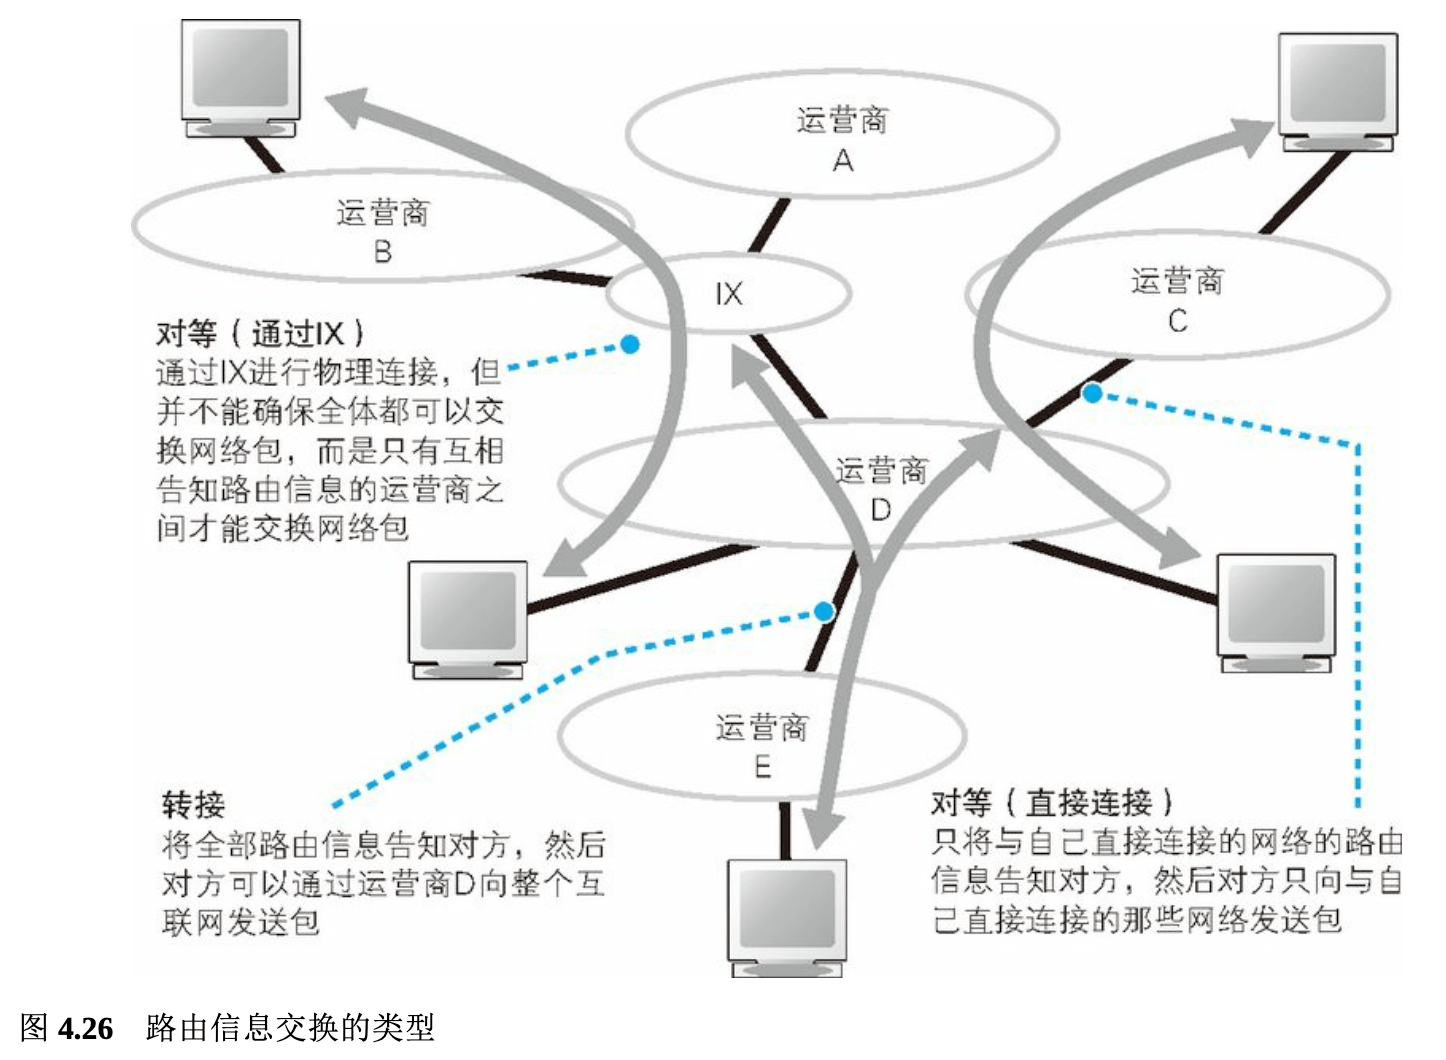 运营商
A
运营商
B
IX
运营商
C
对等（通过IX）
通过IX进行物理连接，但
并不能确保全体都可以交
换网络包，而是只有互相
告知路由信息的运营商之
间才能交换网络包
运营商
D
运营商
E
转接
将全部路由信息告知对方，然后
对方可以通过运营商D向整个互
联网发送包
对等（直接连接）
只将与自己直接连接的网络的路由
信息告知对方，然后对方只向与自
己直接连接的那些网络发送包
图 4.26 路由信息交换的类型